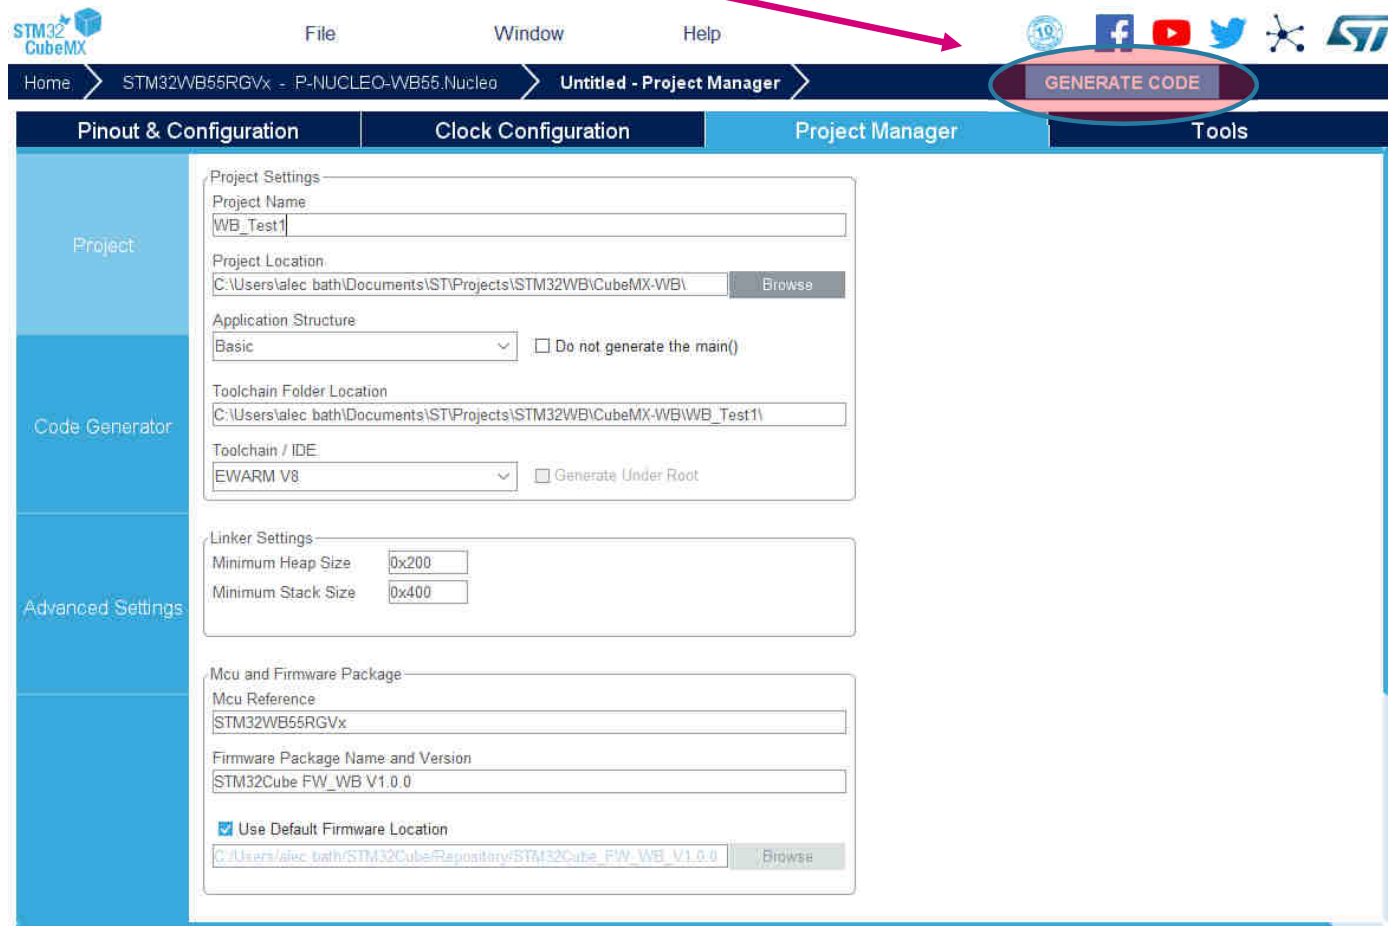 STM32
CubeMX
File
Window
Help
10
Home
STM32WB55RGVx - P-NUCLEO-WB55.Nucleo
Untitled - Project Manager
GENERATE CODE
Pinout & Configuration
Clock Configuration
Project Manager
Tools
Project
Code Generator
Advanced Settings
Project Settings
Project Name
WB_Test1
Project Location
C:\Users\alec bath\Documents\ST\Projects\STM32WB\CubeMX-WB\
Browse
Application Structure
Basic
Do not generate the main()
Toolchain Folder Location
C:\Users\alec bath\Documents\ST\Projects\STM32WB\CubeMX-WB\WB_Test1\
Toolchain / IDE
EWARM V8
Generate Under Root
Linker Settings
Minimum Heap Size
0x200
Minimum Stack Size
0x400
Mcu and Firmware Package
Mcu Reference
STM32WB55RGVx
Firmware Package Name and Version
STM32Cube FW_WB V1.0.0
Use Default Firmware Location
C:/Users/alec bath/STM32Cube/Repository/STM32Cube_FW_WB_V1.0.0
Browse